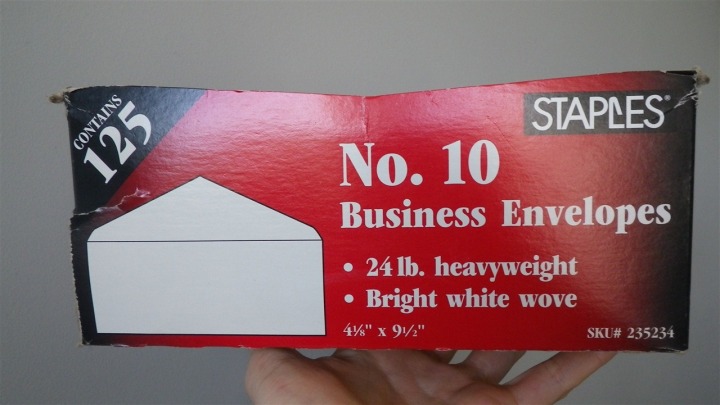 CONTAINS
125
STAPLES®
No. 10
Business Envelopes
• 24 lb. heavyweight
• Bright white wove
4⅛" x 9½"
SKU# 235234